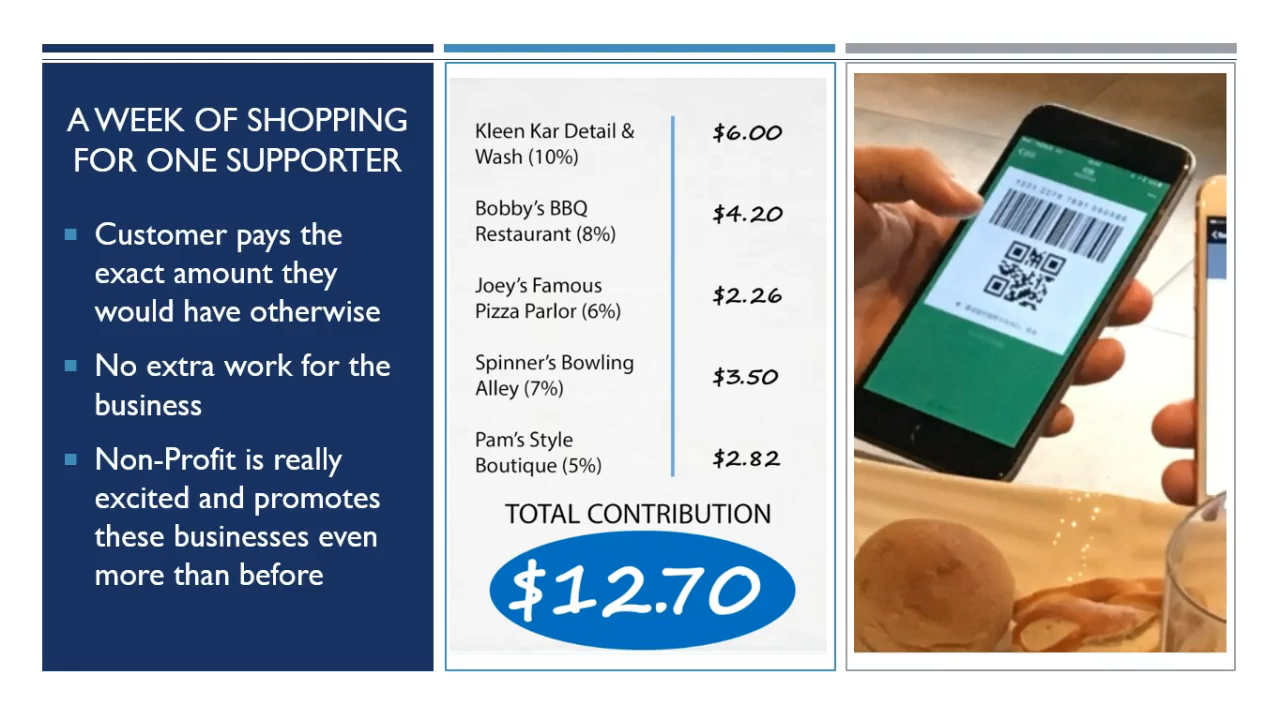 A WEEK OF SHOPPING
FOR ONE SUPPORTER
Customer pays the
exact amount they
would have otherwise
No extra work for the
business
Non-Profit is really
excited and promotes
these businesses even
more than before
Kleen Kar Detail &
Wash (10%)
$6.00
Bobby's BBQ
Restaurant (8%)
$4.20
Joey's Famous
Pizza Parlor (6%)
$2.26
Spinner's Bowling
Alley (7%)
$3.50
Pam's Style
Boutique (5%)
$2.82
TOTAL CONTRIBUTION
$12.70